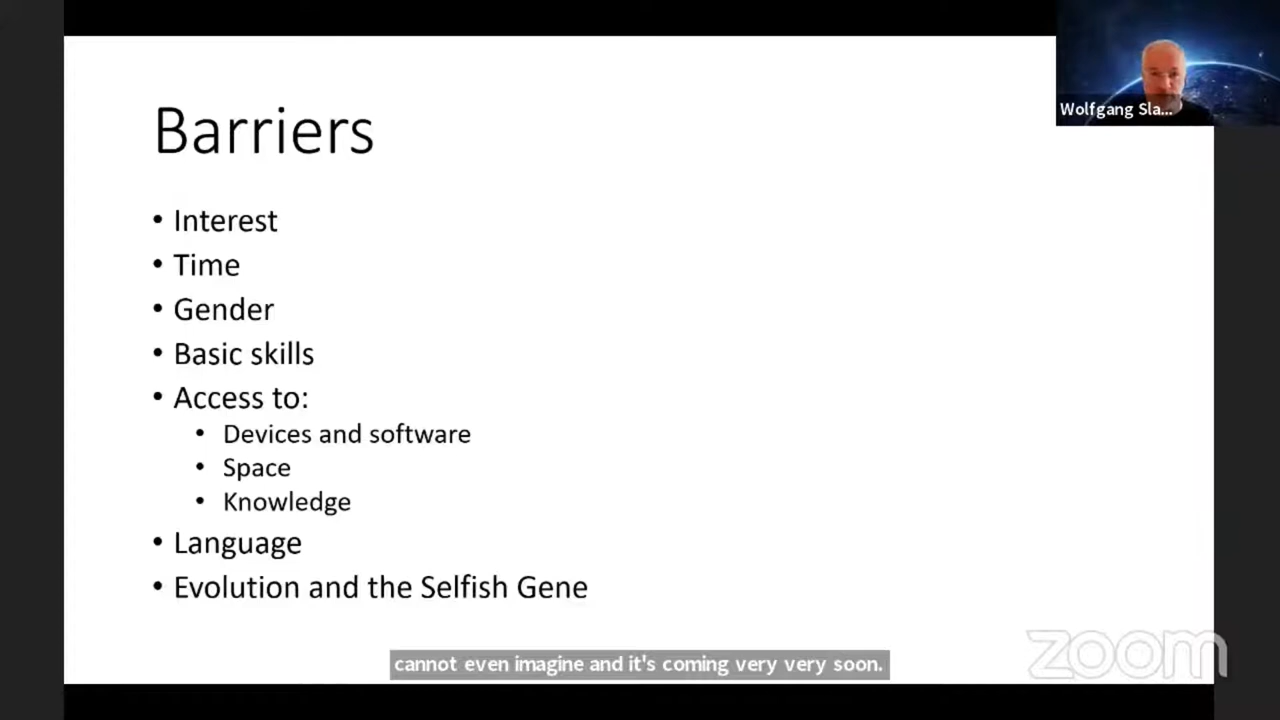 Barriers
Wolfgang Sla...
• Interest
• Time
• Gender
• Basic skills
• Access to:
• Devices and software
• Space
• Knowledge
• Language
• Evolution and the Selfish Gene
cannot even imagine and it's coming very very soon.
zoom